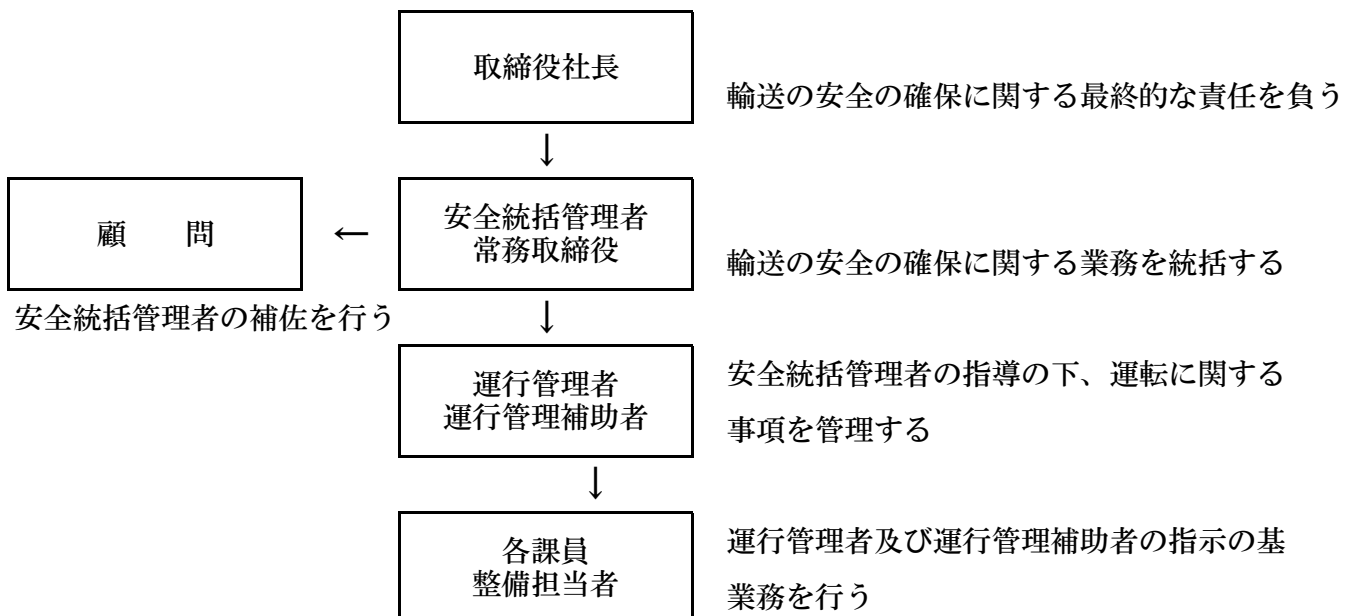 取締役社長
輸送の安全の確保に関する最終的な責任を負う
↓
顧　　問
←
安全統括管理者
常務取締役
輸送の安全の確保に関する業務を統括する
安全統括管理者の補佐を行う
↓
運行管理者
運行管理補助者
安全統括管理者の指導の下、運転に関する
事項を管理する
↓
各課員
整備担当者
運行管理者及び運行管理補助者の指示の基
業務を行う